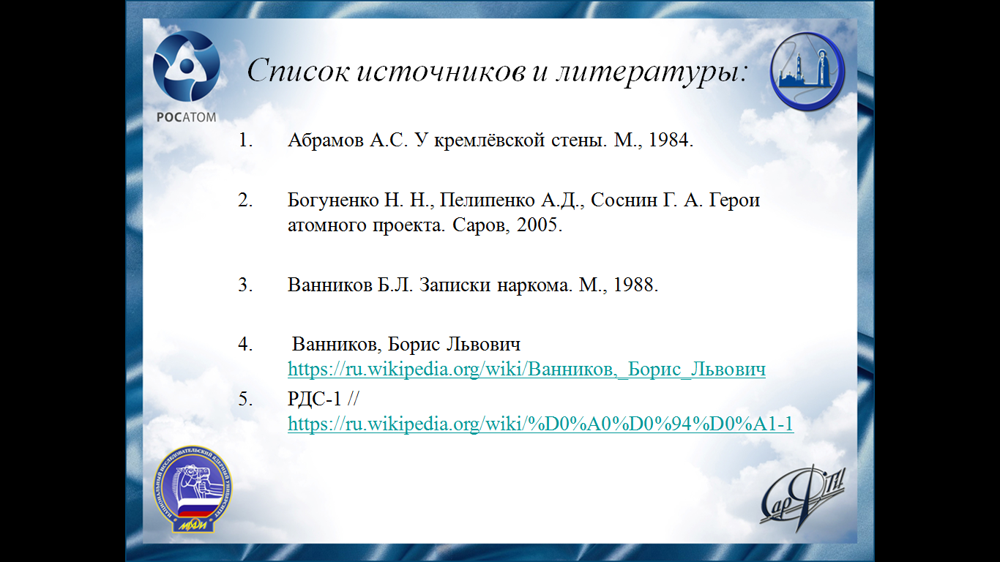 Список источников и литературы:
РОСАТОМ
1. Абрамов А.С. У кремлёвской стены. М., 1984.
2. Богуненко Н. Н., Пелипенко А.Д., Соснин Г. А. Герои
атомного проекта. Саров, 2005.
3. Ванников Б.Л. Записки наркома. М., 1988.
4. Ванников, Борис Львович
https://ru.wikipedia.org/wiki/Ванников,_Борис_Львович
5. РДС-1 //
https://ru.wikipedia.org/wiki/%D0%A0%D0%94%D0%A1-1
НАЦИОНАЛЬНЫЙ ИССЛЕДОВАТЕЛЬСКИЙ ЯДЕРНЫЙ УНИВЕРСИТЕТ
МИФИ
СарФТИ